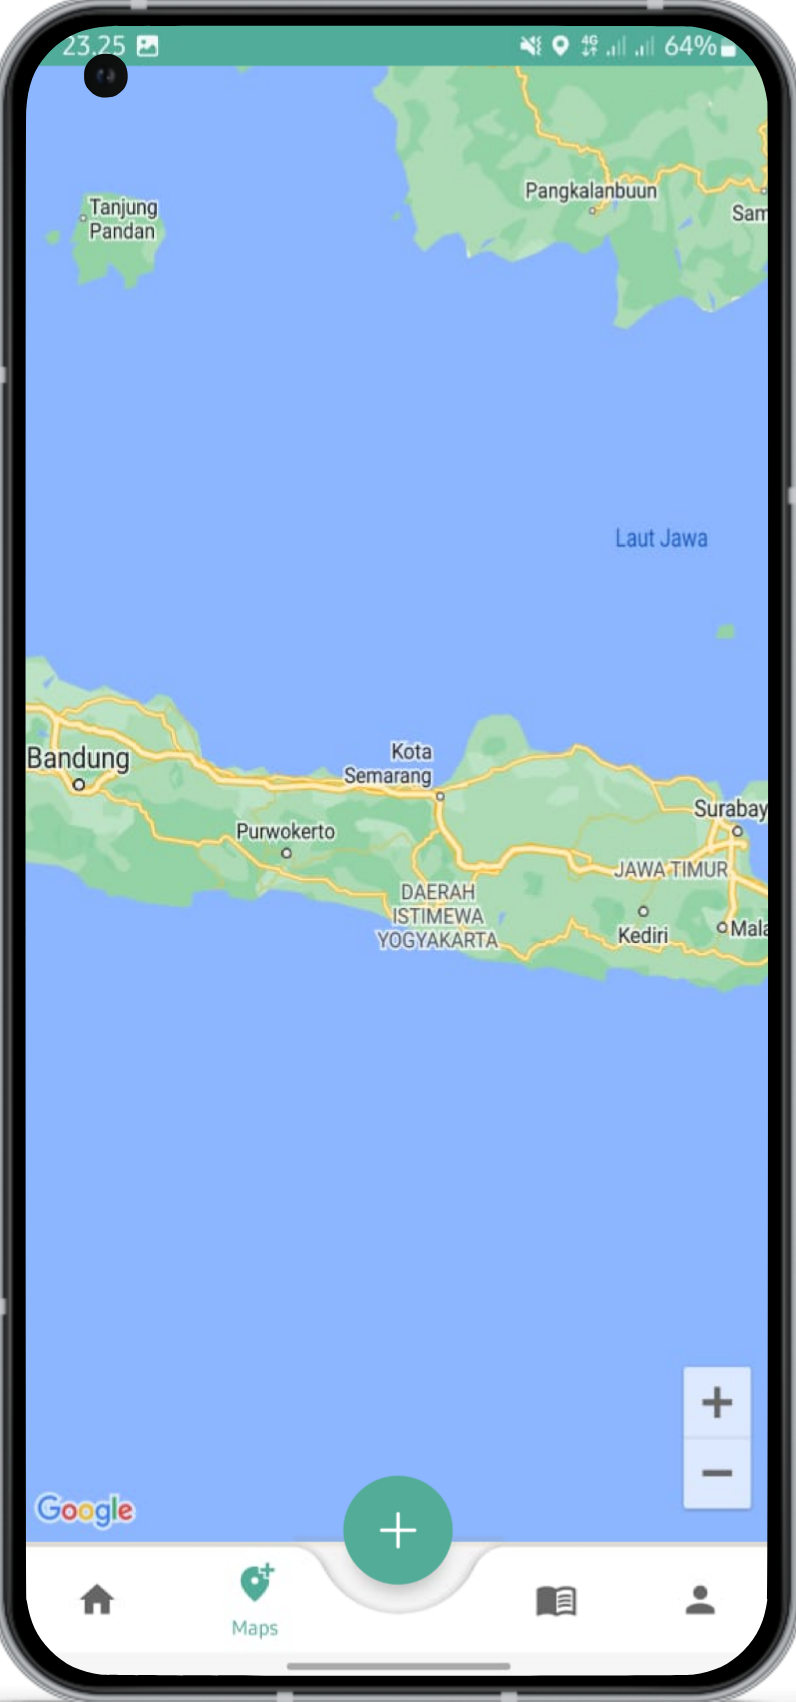 23.25
4G
64%
Tanjung
Pandan
Pangkalanbuun
Sam
Laut Jawa
Bandung
Kota
Semarang
Purwokerto
Surabay
JAWA TIMUR
DAERAH
ISTIMEWA
YOGYAKARTA
Kediri
Mala
+
−
Google
+
Maps